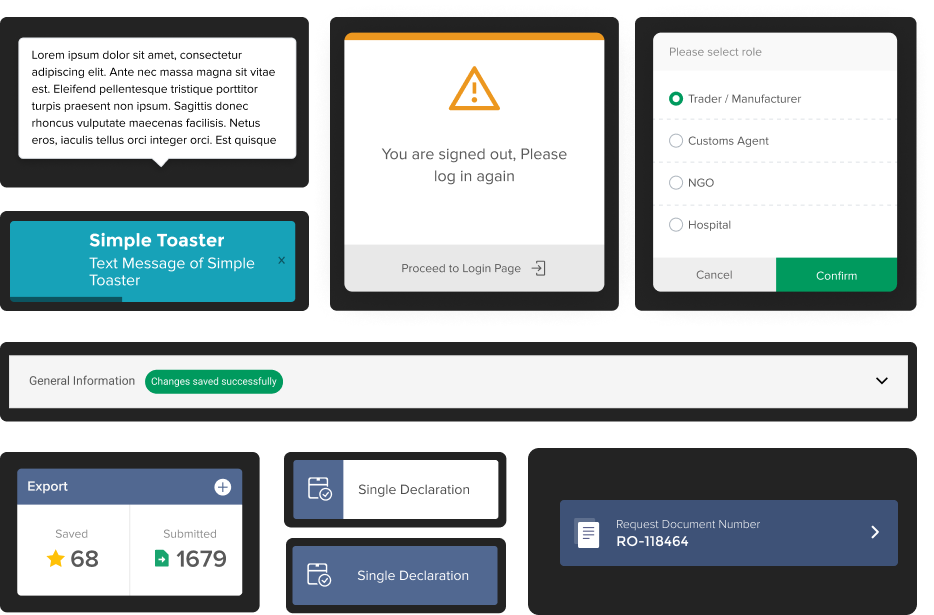 Lorem ipsum dolor sit amet, consectetur
adipiscing elit. Ante nec massa magna sit vitae
est. Eleifend pellentesque tristique porttitor
turpis praesent non ipsum. Sagittis donec
rhoncus vulputate maecenas facilisis. Netus
eros, iaculis tellus orci integer orci. Est quisque
Simple Toaster
Text Message of Simple
Toaster
You are signed out, Please
log in again
Proceed to Login Page
Please select role
Trader / Manufacturer
Customs Agent
NGO
Hospital
Cancel
Confirm
General Information
Changes saved successfully
Export
Saved
68
Submitted
1679
Single Declaration
Single Declaration
Request Document Number
RO-118464